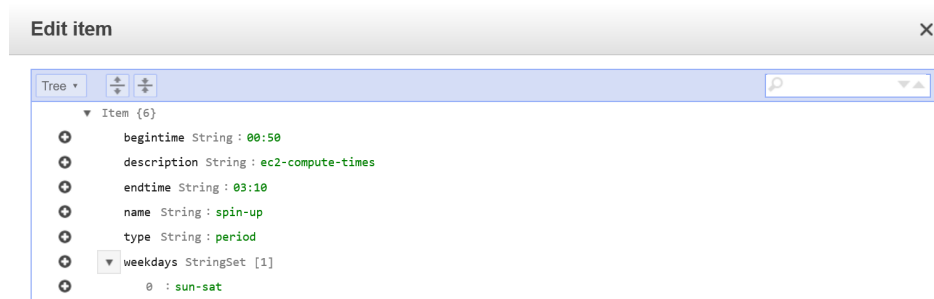 Edit item
Tree
Item {6}
begintime String : 00:50
description String : ec2-compute-times
endtime String : 03:10
name String : spin-up
type String : period
weekdays StringSet [1]
0 : sun-sat